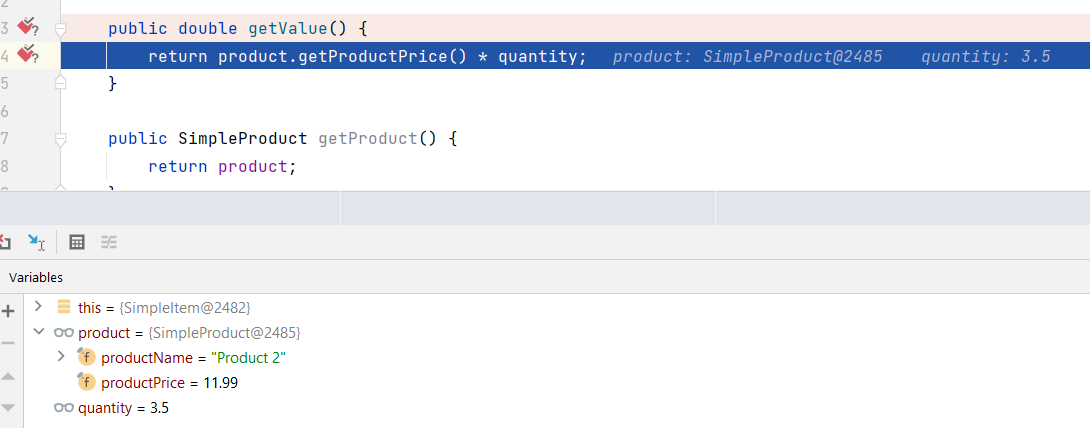 2
3 public double getValue() {
4 return product.getProductPrice() * quantity; product: SimpleProduct@2485 quantity: 3.5
5 }
6
7 public SimpleProduct getProduct() {
8 return product;
Variables
this = {SimpleItem@2482}
product = {SimpleProduct@2485}
f productName = "Product 2"
f productPrice = 11.99
quantity = 3.5